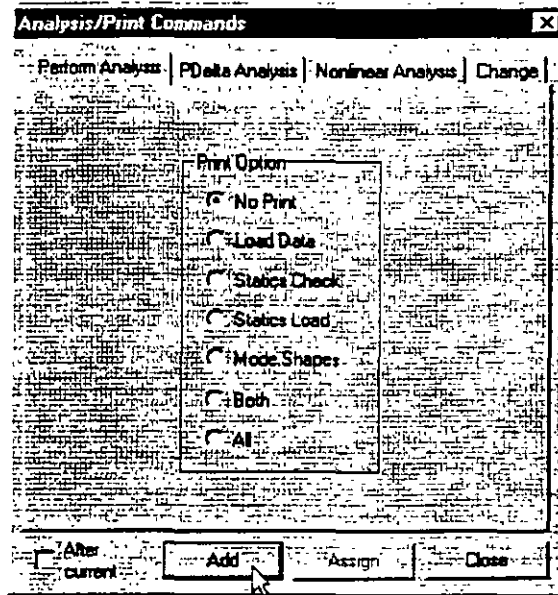 Analysis/Print Commands
Perform Analysis PDelta Analysis Nonlinear Analysis Change
Print Option
No Print
Load Data
Statics Check
Statics Load
Mode Shapes
Both
All
After current Add Assign Close